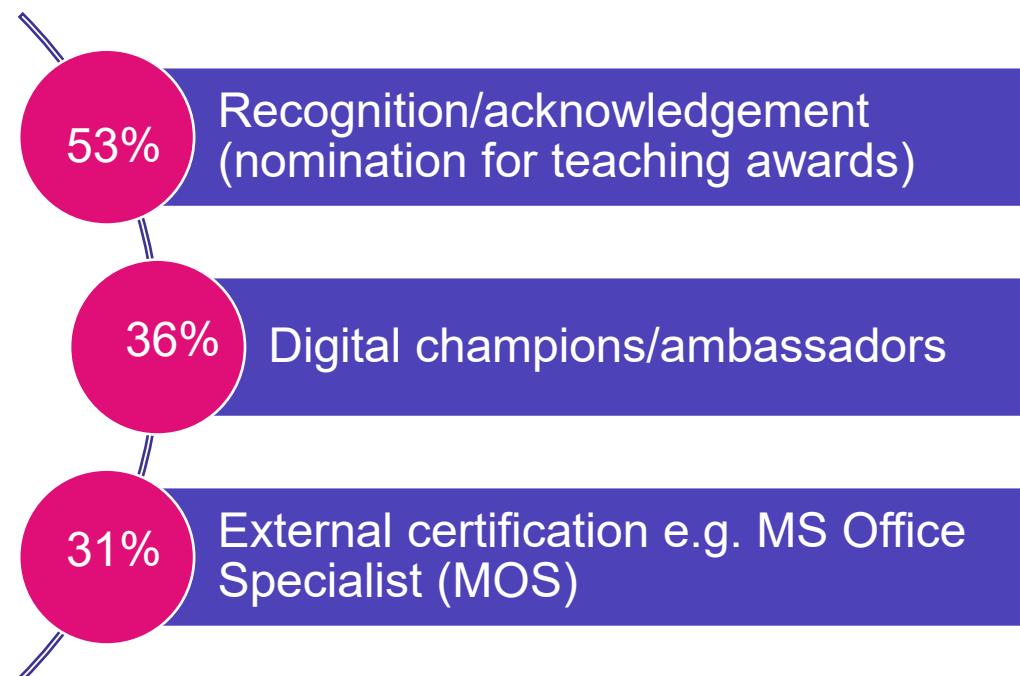 53%
Recognition/acknowledgement
(nomination for teaching awards)
36%
Digital champions/ambassadors
31%
External certification e.g. MS Office
Specialist (MOS)